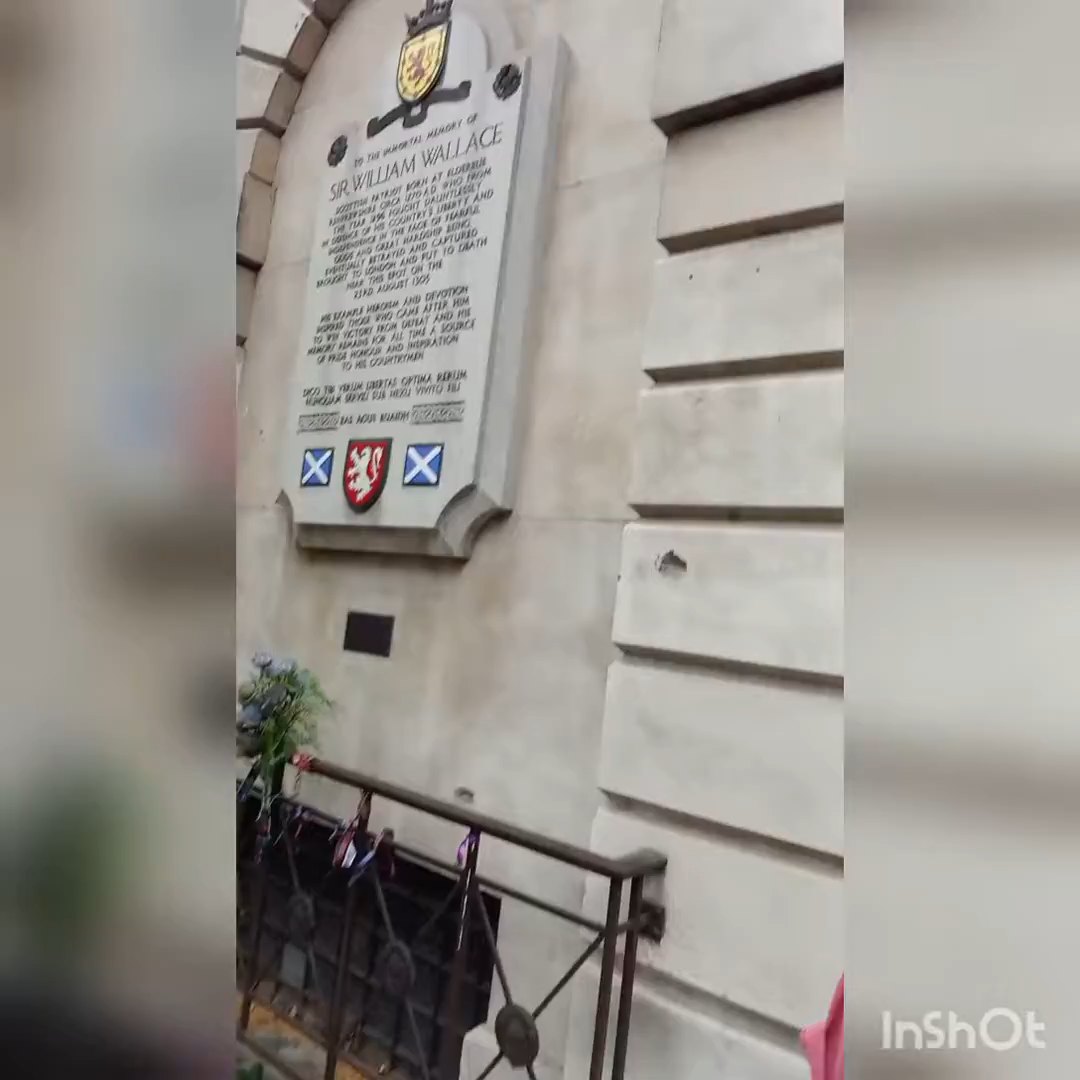 TO THE IMMORTAL MEMORY OF
SIR WILLIAM WALLACE
SCOTTISH PATRIOT BORN AT ELDERSLIE
RENFREWSHIRE CIRCA 1270 A.D. WHO FROM
THE YEAR 1296 FOUGHT DAUNTLESSLY
IN DEFENCE OF HIS COUNTRY'S LIBERTY AND
INDEPENDENCE IN THE FACE OF FEARFUL
ODDS AND GREAT HARDSHIP BEING
EVENTUALLY BETRAYED AND CAPTURED
BROUGHT TO LONDON AND PUT TO DEATH
NEAR THIS SPOT ON THE
23RD AUGUST 1305
HIS EXAMPLE HEROISM AND DEVOTION
INSPIRED THOSE WHO CAME AFTER HIM
TO WIN VICTORY FROM DEFEAT AND HIS
MEMORY REMAINS FOR ALL TIME A SOURCE
OF PRIDE HONOUR AND INSPIRATION
TO HIS COUNTRYMEN
DICO TIBI VERUM LIBERTAS OPTIMA RERUM
NUNQUAM SERVILI SUB NEXU VIVITO FILI
BAS AGUS BUAIDH
InShOt